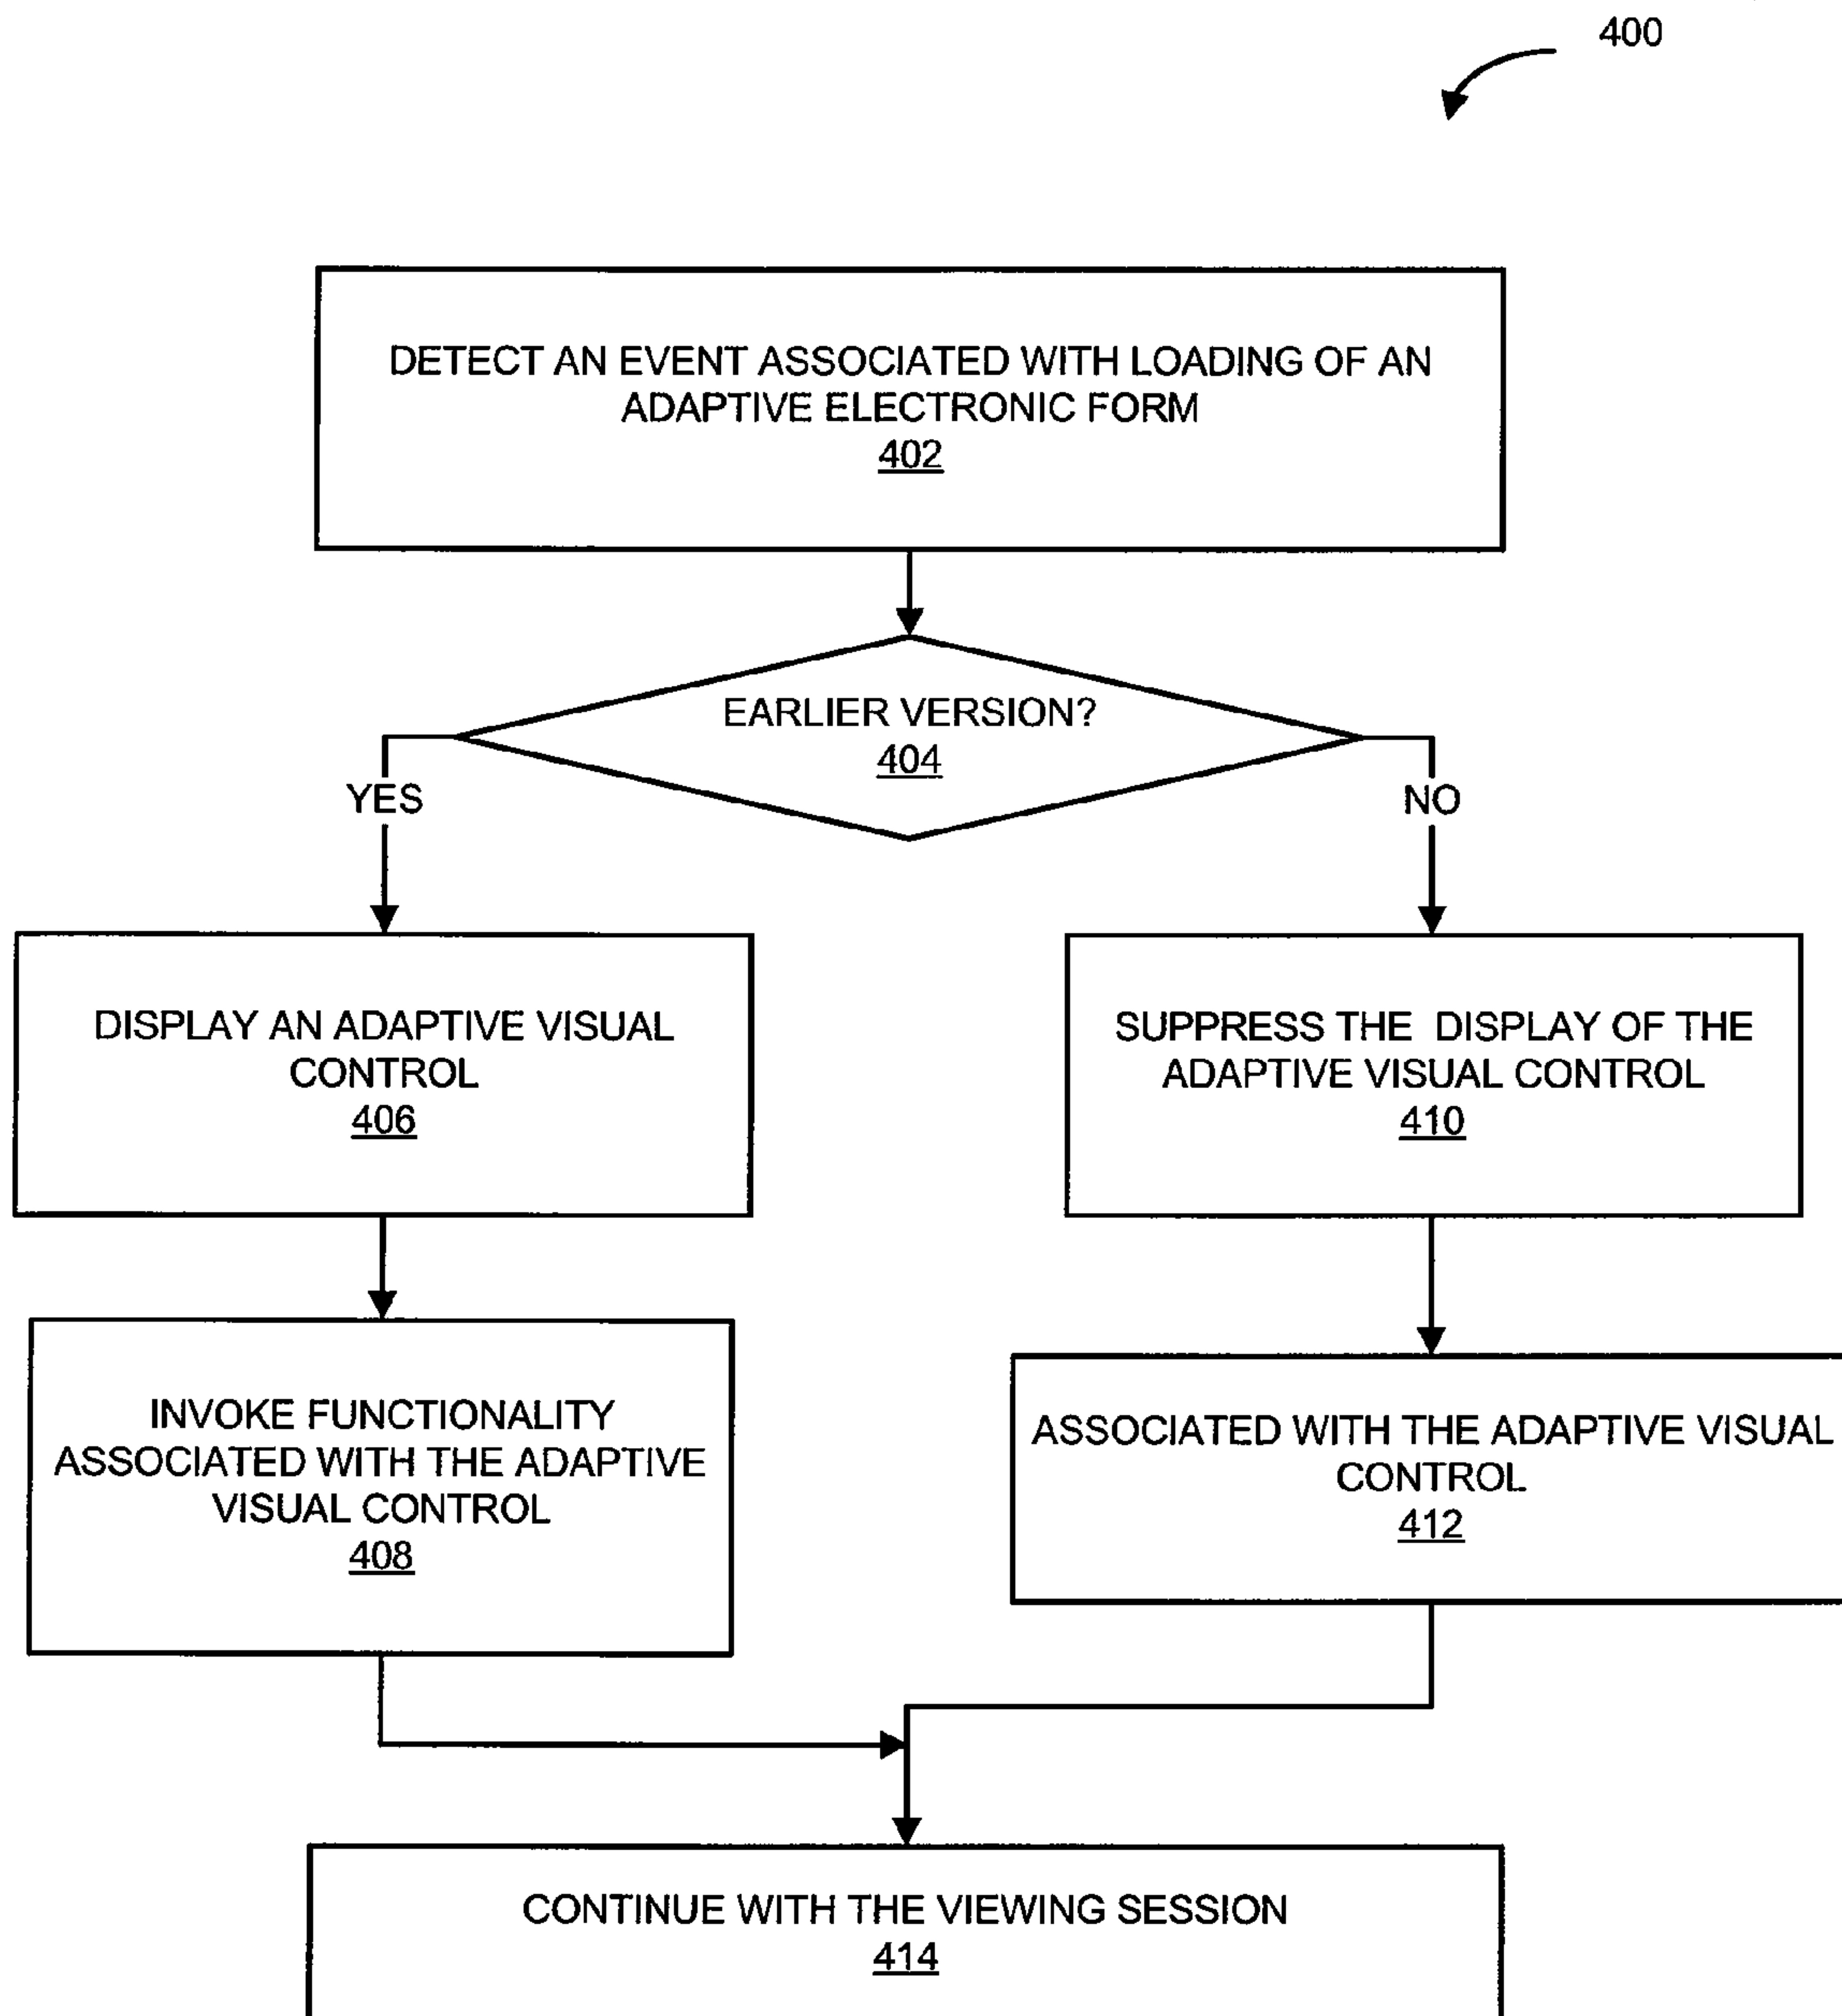 400
DETECT AN EVENT ASSOCIATED WITH LOADING OF AN
ADAPTIVE ELECTRONIC FORM
402
EARLIER VERSION?
404
YES
NO
DISPLAY AN ADAPTIVE VISUAL
CONTROL
406
SUPPRESS THE DISPLAY OF THE
ADAPTIVE VISUAL CONTROL
410
INVOKE FUNCTIONALITY
ASSOCIATED WITH THE ADAPTIVE
VISUAL CONTROL
408
ASSOCIATED WITH THE ADAPTIVE VISUAL
CONTROL
412
CONTINUE WITH THE VIEWING SESSION
414